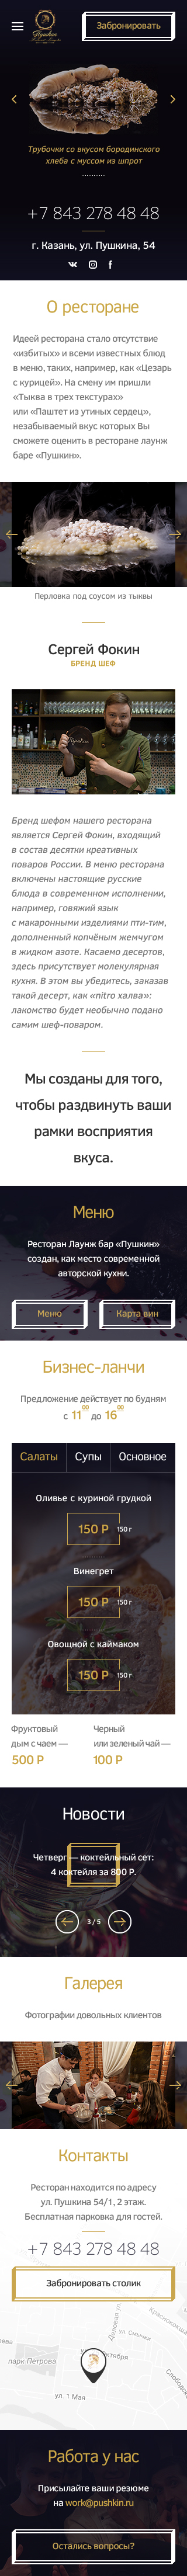 Забронировать
Трубочки со вкусом бородинского
хлеба с муссом из шпрот
+7 843 278 48 48
г. Казань, ул. Пушкина, 54
О ресторане
Идеей ресторана стало отсутствие
«избитых» и всеми известных блюд
в меню, таких, например, как «Цезарь
с курицей». На смену им пришли
«Тыква в трех текстурах»
или «Паштет из утиных сердец»,
незабываемый вкус которых Вы
сможете оценить в ресторане лаунж
баре «Пушкин».
Перловка под соусом из тыквы
Сергей Фокин
БРЕНД ШЕФ
Бренд шефом нашего ресторана
является Сергей Фокин, входящий
в состав десятки креативных
поваров России. В меню ресторана
включены настоящие русские
блюда в современном исполнении,
например, говяжий язык
с макаронными изделиями пти-тим,
дополненный копчёным жемчугом
в жидком азоте. Касаемо десертов,
здесь присутствует молекулярная
кухня. В этом вы убедитесь, заказав
такой десерт, как «nitro халва»:
лакомство будет необычно подано
самим шеф-поваром.
Мы созданы для того,
чтобы раздвинуть ваши
рамки восприятия
вкуса.
Меню
Ресторан Лаунж бар «Пушкин»
создан, как место современной
авторской кухни.
Меню
Карта вин
Бизнес-ланчи
Предложение действует по будням
с 11 00 до 16 00
Салаты Супы Основное
Оливье с куриной грудкой
150 Р 150 г
Винегрет
150 Р 150 г
Овощной с каймаком
150 Р 150 г
Фруктовый
дым с чаем —
500 Р
Черный
или зеленый чай —
100 Р
Новости
Четверг — коктейльный сет:
4 коктейля за 800 Р.
3 / 5
Галерея
Фотографии довольных клиентов
Контакты
Ресторан находится по адресу
ул. Пушкина 54/1, 2 этаж.
Бесплатная парковка для гостей.
+7 843 278 48 48
Забронировать столик
парк Петрова
ул. 1 Мая
Работа у нас
Присылайте ваши резюме
на work@pushkin.ru
Остались вопросы?